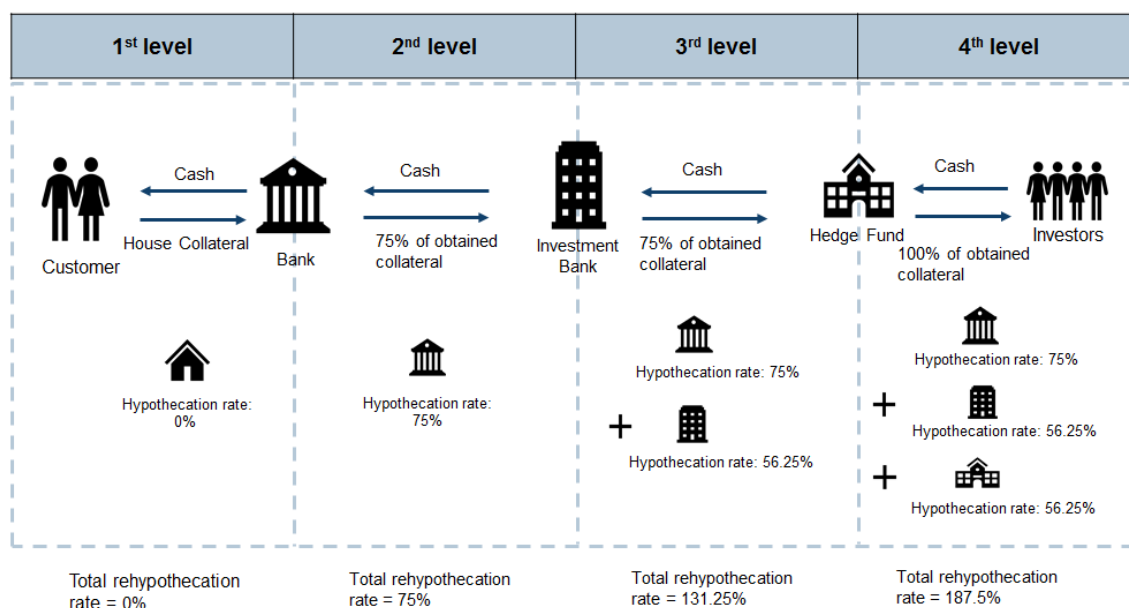 1st level
2nd level
3rd level
4th level
Cash
House Collateral
Customer
Cash
75% of obtained
collateral
Bank
Cash
75% of obtained
collateral
Investment
Bank
Cash
100% of obtained
collateral
Hedge Fund
Investors
Hypothecation rate:
0%
Hypothecation rate:
75%
Hypothecation rate: 75%
+
Hypothecation rate: 56.25%
Hypothecation rate: 75%
+
Hypothecation rate: 56.25%
+
Hypothecation rate: 56.25%
Total rehypothecation
rate = 0%
Total rehypothecation
rate = 75%
Total rehypothecation
rate = 131.25%
Total rehypothecation
rate = 187.5%